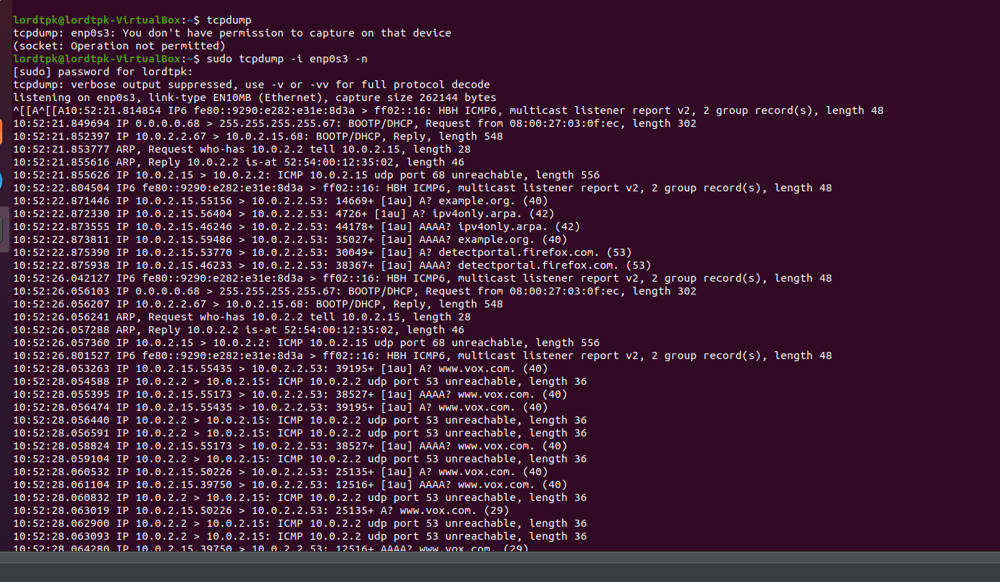 lordtpk@lordtpk-VirtualBox:~$ tcpdump
tcpdump: enp0s3: You don't have permission to capture on that device
(socket: Operation not permitted)
lordtpk@lordtpk-VirtualBox:~$ sudo tcpdump -i enp0s3 -n
[sudo] password for lordtpk:
tcpdump: verbose output suppressed, use -v or -vv for full protocol decode
listening on enp0s3, link-type EN10MB (Ethernet), capture size 262144 bytes
^[[A^[[A10:52:21.814854 IP6 fe80::9290:e282:e31e:8d3a > ff02::16: HBH ICMP6, multicast listener report v2, 2 group record(s), length 48
10:52:21.849694 IP 0.0.0.0.68 > 255.255.255.255.67: BOOTP/DHCP, Request from 08:00:27:03:0f:ec, length 302
10:52:21.852397 IP 10.0.2.2.67 > 10.0.2.15.68: BOOTP/DHCP, Reply, length 548
10:52:21.853777 ARP, Request who-has 10.0.2.2 tell 10.0.2.15, length 28
10:52:21.855616 ARP, Reply 10.0.2.2 is-at 52:54:00:12:35:02, length 46
10:52:21.855626 IP 10.0.2.15 > 10.0.2.2: ICMP 10.0.2.15 udp port 68 unreachable, length 556
10:52:22.804504 IP6 fe80::9290:e282:e31e:8d3a > ff02::16: HBH ICMP6, multicast listener report v2, 2 group record(s), length 48
10:52:22.871446 IP 10.0.2.15.55156 > 10.0.2.2.53: 14669+ [1au] A? example.org. (40)
10:52:22.872330 IP 10.0.2.15.56404 > 10.0.2.2.53: 4726+ [1au] A? ipv4only.arpa. (42)
10:52:22.873555 IP 10.0.2.15.46246 > 10.0.2.2.53: 44178+ [1au] AAAA? ipv4only.arpa. (42)
10:52:22.873811 IP 10.0.2.15.59486 > 10.0.2.2.53: 35027+ [1au] AAAA? example.org. (40)
10:52:22.875390 IP 10.0.2.15.53770 > 10.0.2.2.53: 30049+ [1au] A? detectportal.firefox.com. (53)
10:52:22.875938 IP 10.0.2.15.46233 > 10.0.2.2.53: 38367+ [1au] AAAA? detectportal.firefox.com. (53)
10:52:26.042127 IP6 fe80::9290:e282:e31e:8d3a > ff02::16: HBH ICMP6, multicast listener report v2, 2 group record(s), length 48
10:52:26.056103 IP 0.0.0.0.68 > 255.255.255.255.67: BOOTP/DHCP, Request from 08:00:27:03:0f:ec, length 302
10:52:26.056207 IP 10.0.2.2.67 > 10.0.2.15.68: BOOTP/DHCP, Reply, length 548
10:52:26.056241 ARP, Request who-has 10.0.2.2 tell 10.0.2.15, length 28
10:52:26.057288 ARP, Reply 10.0.2.2 is-at 52:54:00:12:35:02, length 46
10:52:26.057360 IP 10.0.2.15 > 10.0.2.2: ICMP 10.0.2.15 udp port 68 unreachable, length 556
10:52:26.801527 IP6 fe80::9290:e282:e31e:8d3a > ff02::16: HBH ICMP6, multicast listener report v2, 2 group record(s), length 48
10:52:28.053263 IP 10.0.2.15.55435 > 10.0.2.2.53: 39195+ [1au] A? www.vox.com. (40)
10:52:28.054588 IP 10.0.2.2 > 10.0.2.15: ICMP 10.0.2.2 udp port 53 unreachable, length 36
10:52:28.055395 IP 10.0.2.15.55173 > 10.0.2.2.53: 38527+ [1au] AAAA? www.vox.com. (40)
10:52:28.056474 IP 10.0.2.15.55435 > 10.0.2.2.53: 39195+ [1au] A? www.vox.com. (40)
10:52:28.056440 IP 10.0.2.2 > 10.0.2.15: ICMP 10.0.2.2 udp port 53 unreachable, length 36
10:52:28.056591 IP 10.0.2.2 > 10.0.2.15: ICMP 10.0.2.2 udp port 53 unreachable, length 36
10:52:28.058824 IP 10.0.2.15.55173 > 10.0.2.2.53: 38527+ [1au] AAAA? www.vox.com. (40)
10:52:28.059104 IP 10.0.2.2 > 10.0.2.15: ICMP 10.0.2.2 udp port 53 unreachable, length 36
10:52:28.060532 IP 10.0.2.15.50226 > 10.0.2.2.53: 25135+ [1au] A? www.vox.com. (40)
10:52:28.061104 IP 10.0.2.15.39750 > 10.0.2.2.53: 12516+ [1au] AAAA? www.vox.com. (40)
10:52:28.060832 IP 10.0.2.2 > 10.0.2.15: ICMP 10.0.2.2 udp port 53 unreachable, length 36
10:52:28.063019 IP 10.0.2.15.50226 > 10.0.2.2.53: 25135+ A? www.vox.com. (29)
10:52:28.062900 IP 10.0.2.2 > 10.0.2.15: ICMP 10.0.2.2 udp port 53 unreachable, length 36
10:52:28.063093 IP 10.0.2.2 > 10.0.2.15: ICMP 10.0.2.2 udp port 53 unreachable, length 36
10:52:28.064280 IP 10.0.2.15.39750 > 10.0.2.2.53: 12516+ AAAA? www.vox.com. (29)